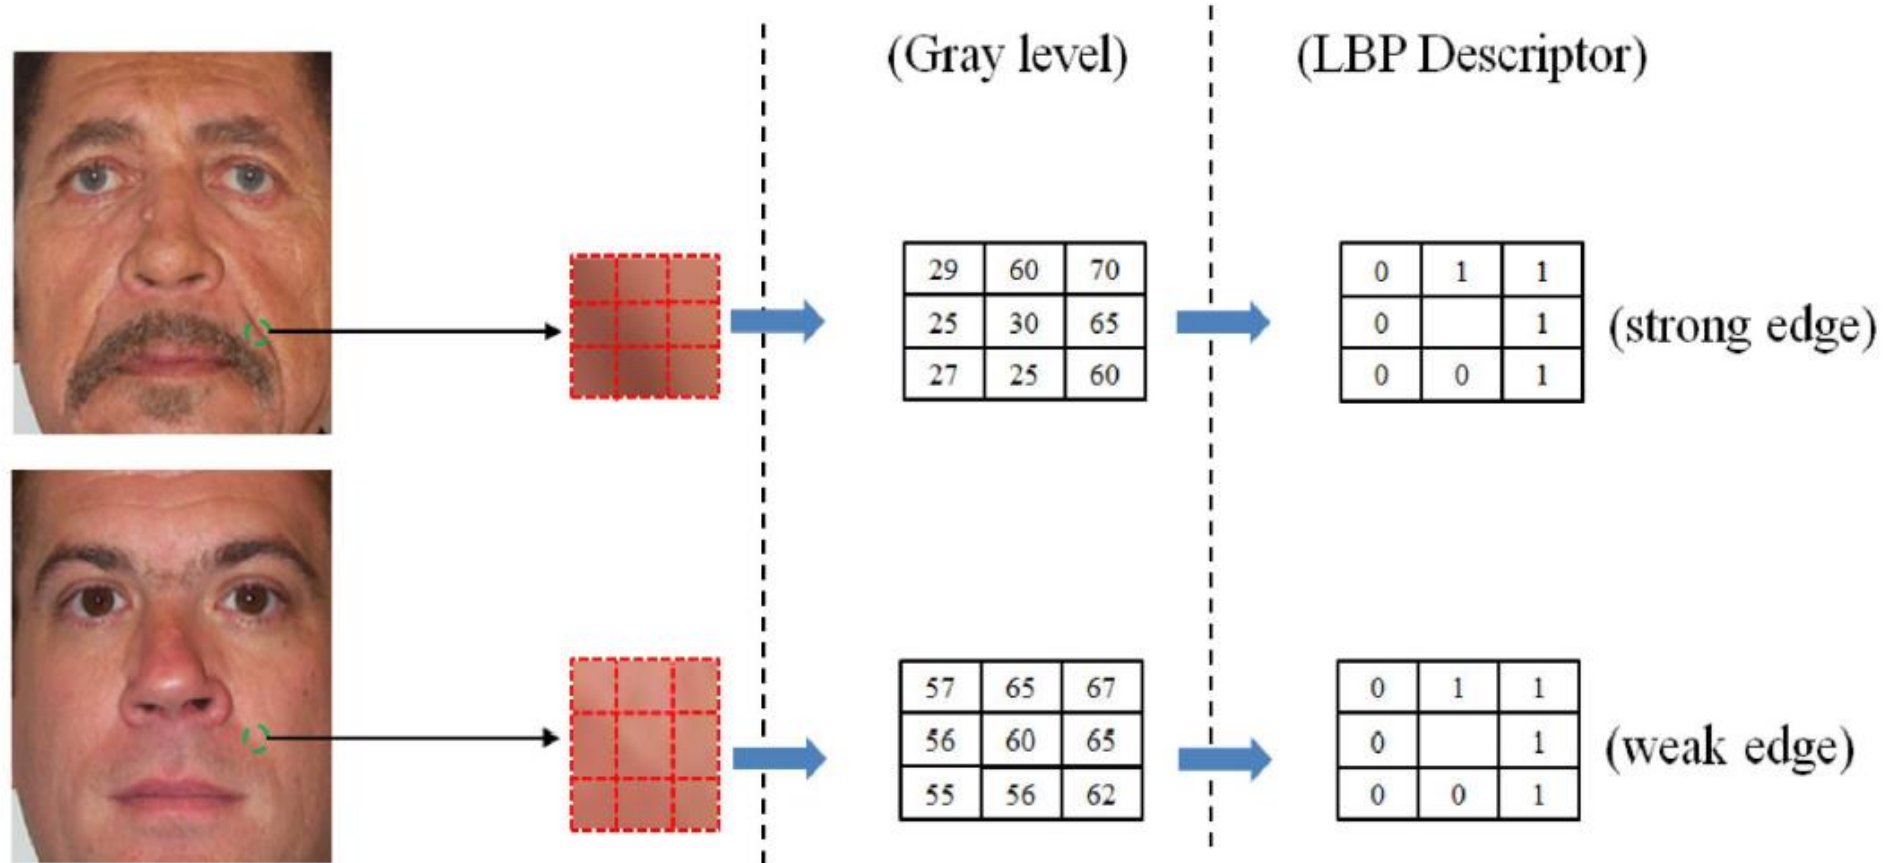 (Gray level) (LBP Descriptor)
29 60 70 0 1 1
25 30 65 0 1 (strong edge)
27 25 60 0 0 1
57 65 67 0 1 1
56 60 65 0 1 (weak edge)
55 56 62 0 0 1